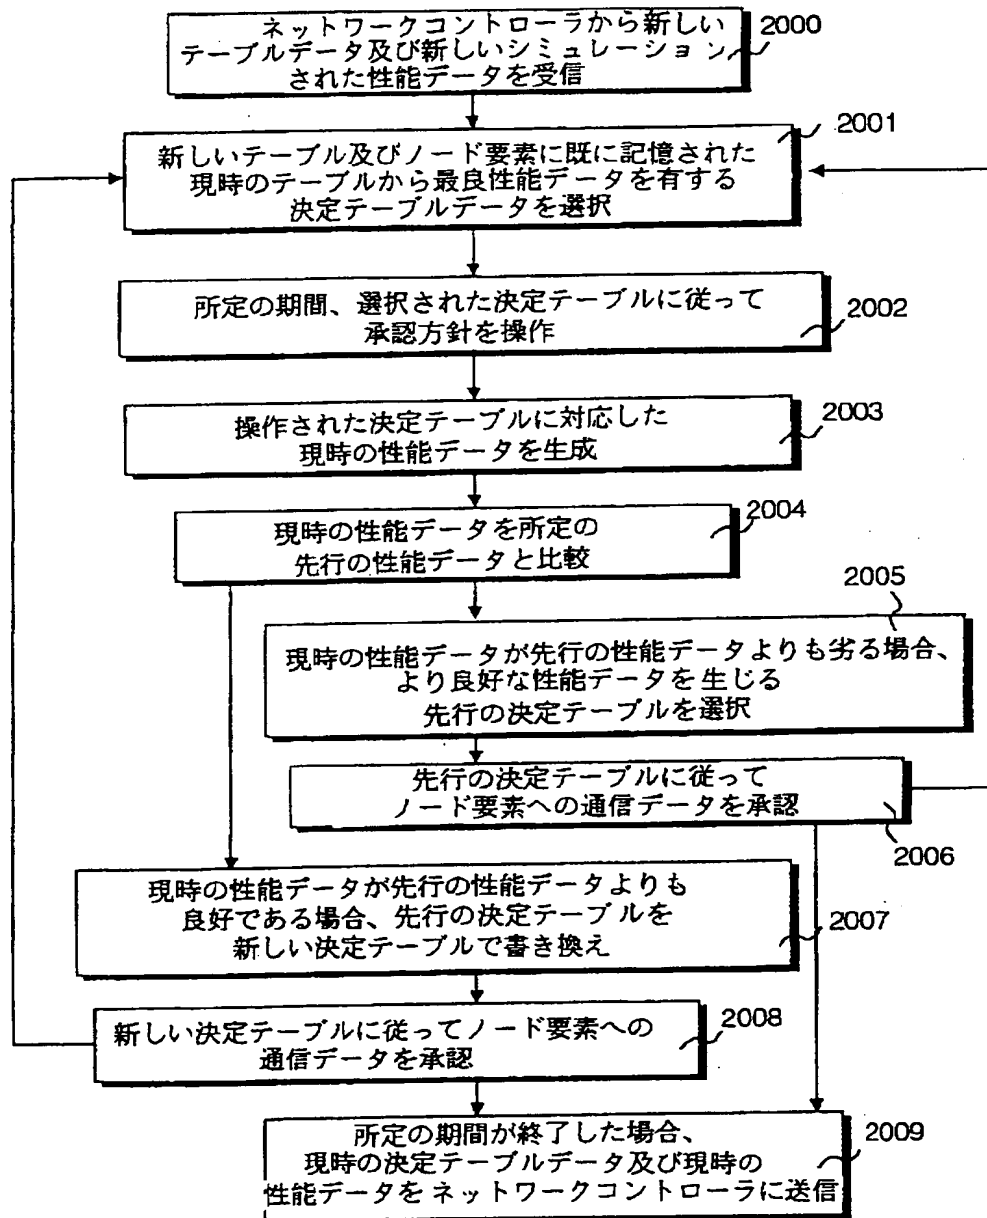 ネットワークコントローラから新しい
テーブルデータ及び新しいシミュレーション
された性能データを受信
2000
新しいテーブル及びノード要素に既に記憶された
現時のテーブルから最良性能データを有する
決定テーブルデータを選択
2001
所定の期間、選択された決定テーブルに従って
承認方針を操作
2002
操作された決定テーブルに対応した
現時の性能データを生成
2003
現時の性能データを所定の
先行の性能データと比較
2004
2005
現時の性能データが先行の性能データよりも劣る場合、
より良好な性能データを生じる
先行の決定テーブルを選択
先行の決定テーブルに従って
ノード要素への通信データを承認
2006
現時の性能データが先行の性能データよりも
良好である場合、先行の決定テーブルを
新しい決定テーブルで書き換え
2007
新しい決定テーブルに従ってノード要素への
通信データを承認
2008
所定の期間が終了した場合、
現時の決定テーブルデータ及び現時の
性能データをネットワークコントローラに送信
2009